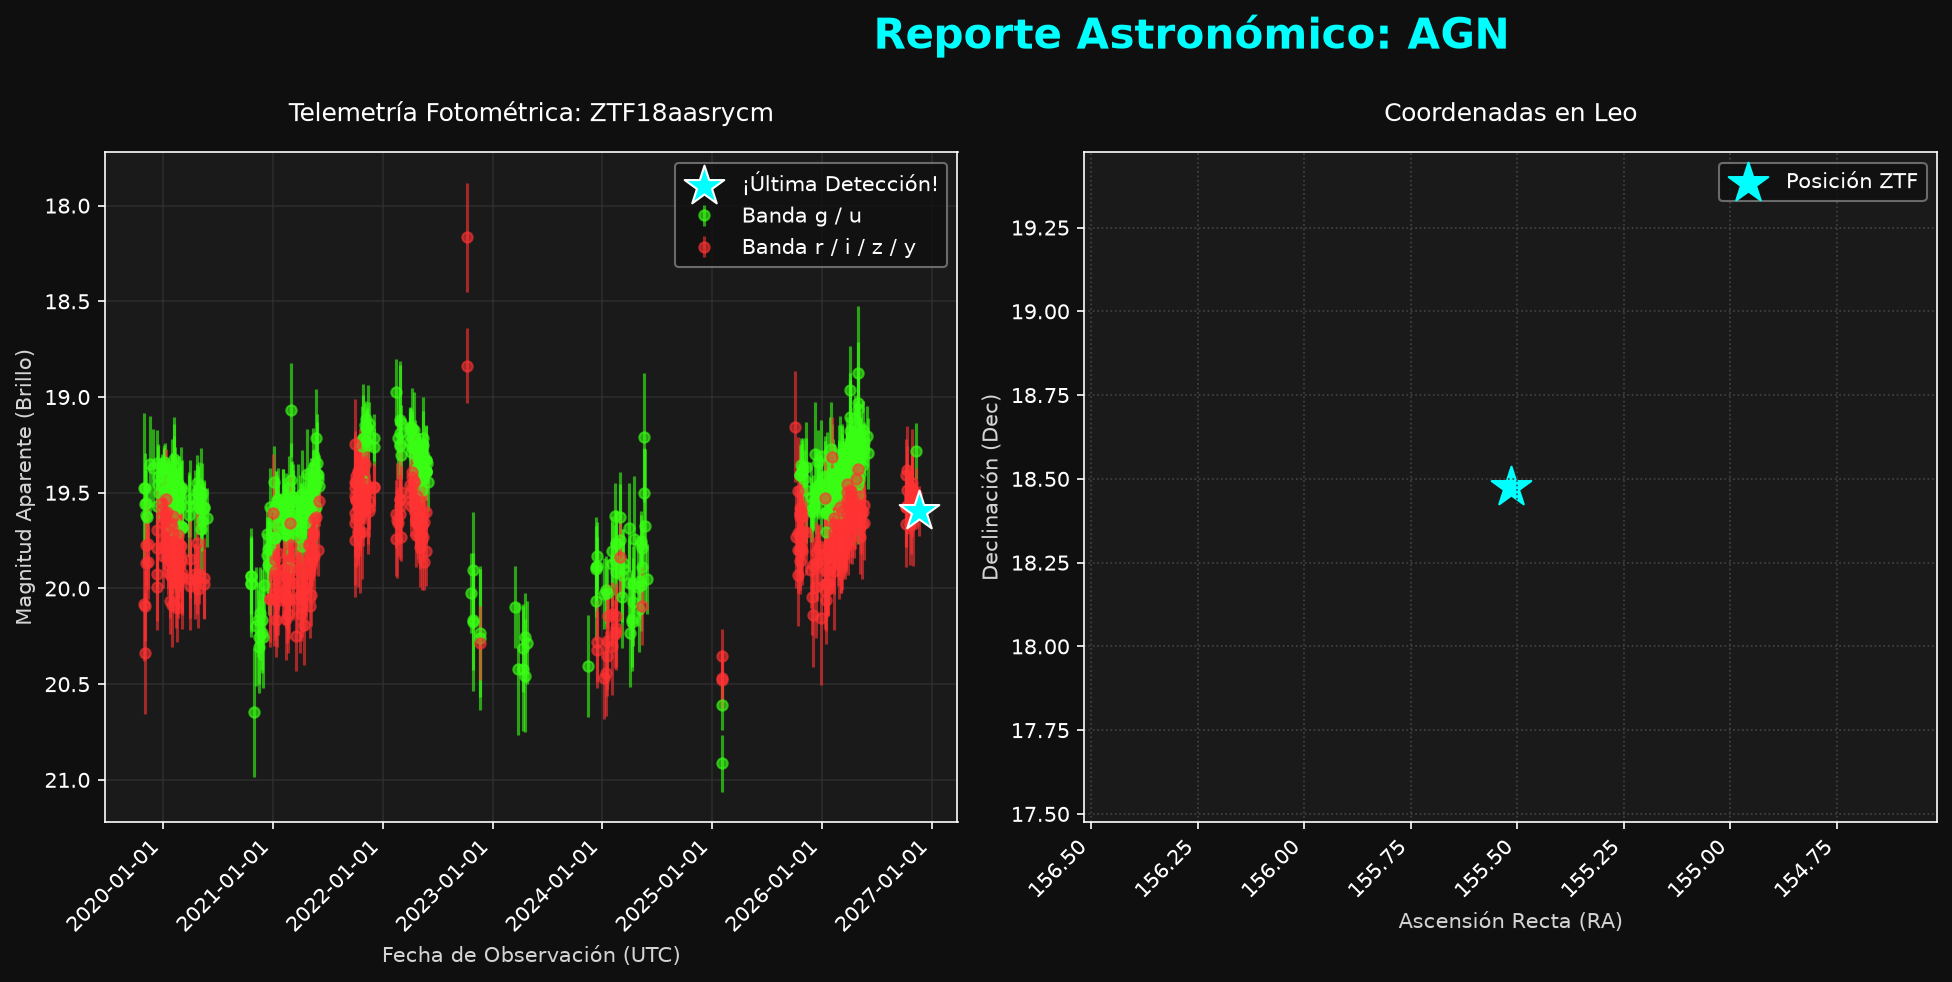 Reporte Astronómico: AGN
Telemetría Fotométrica: ZTF18aasrycm
¡Última Detección!
Banda g / u
Banda r / i / z / y
Magnitud Aparente (Brillo)
18.0
18.5
19.0
19.5
20.0
20.5
21.0
2020-01-01
2021-01-01
2022-01-01
2023-01-01
2024-01-01
2025-01-01
2026-01-01
2027-01-01
Fecha de Observación (UTC)
Coordenadas en Leo
Posición ZTF
Declinación (Dec)
19.25
19.00
18.75
18.50
18.25
18.00
17.75
17.50
156.50
156.25
156.00
155.75
155.50
155.25
155.00
154.75
Ascensión Recta (RA)